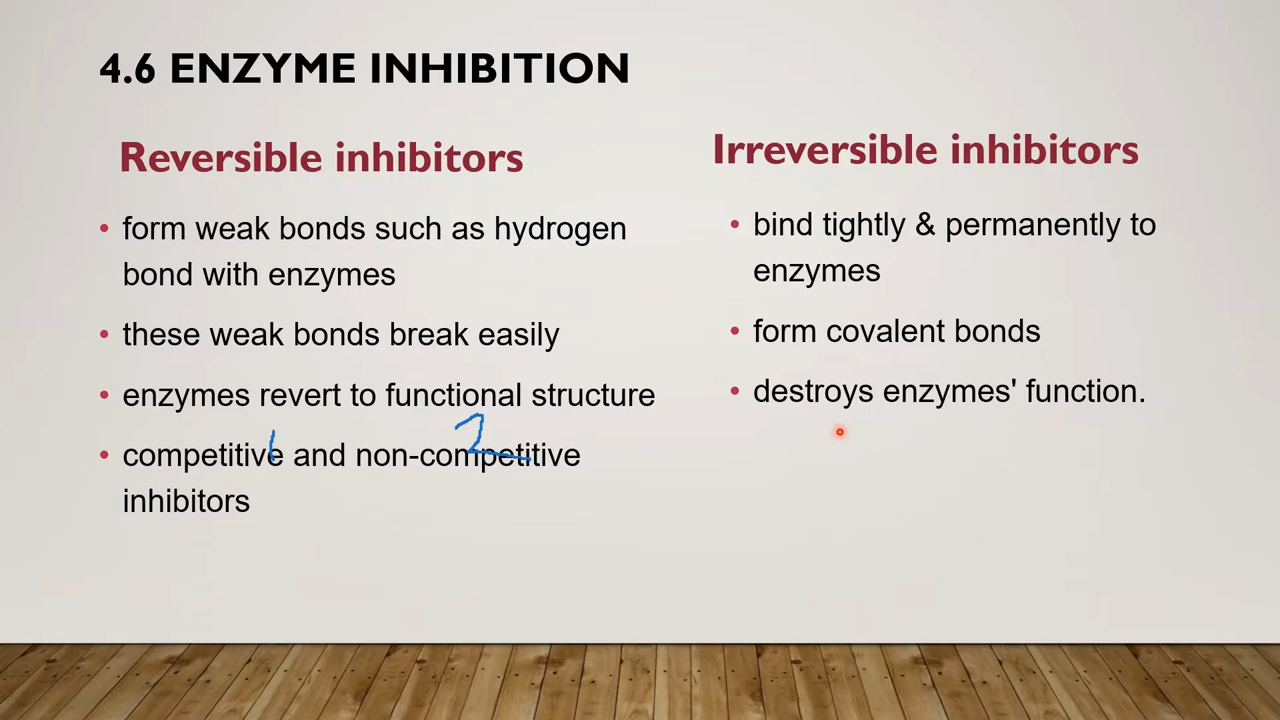 4.6 ENZYME INHIBITION
Reversible inhibitors
• form weak bonds such as hydrogen
bond with enzymes
• these weak bonds break easily
• enzymes revert to functional structure
1 2
• competitive and non-competitive
inhibitors
Irreversible inhibitors
• bind tightly & permanently to
enzymes
• form covalent bonds
• destroys enzymes' function.